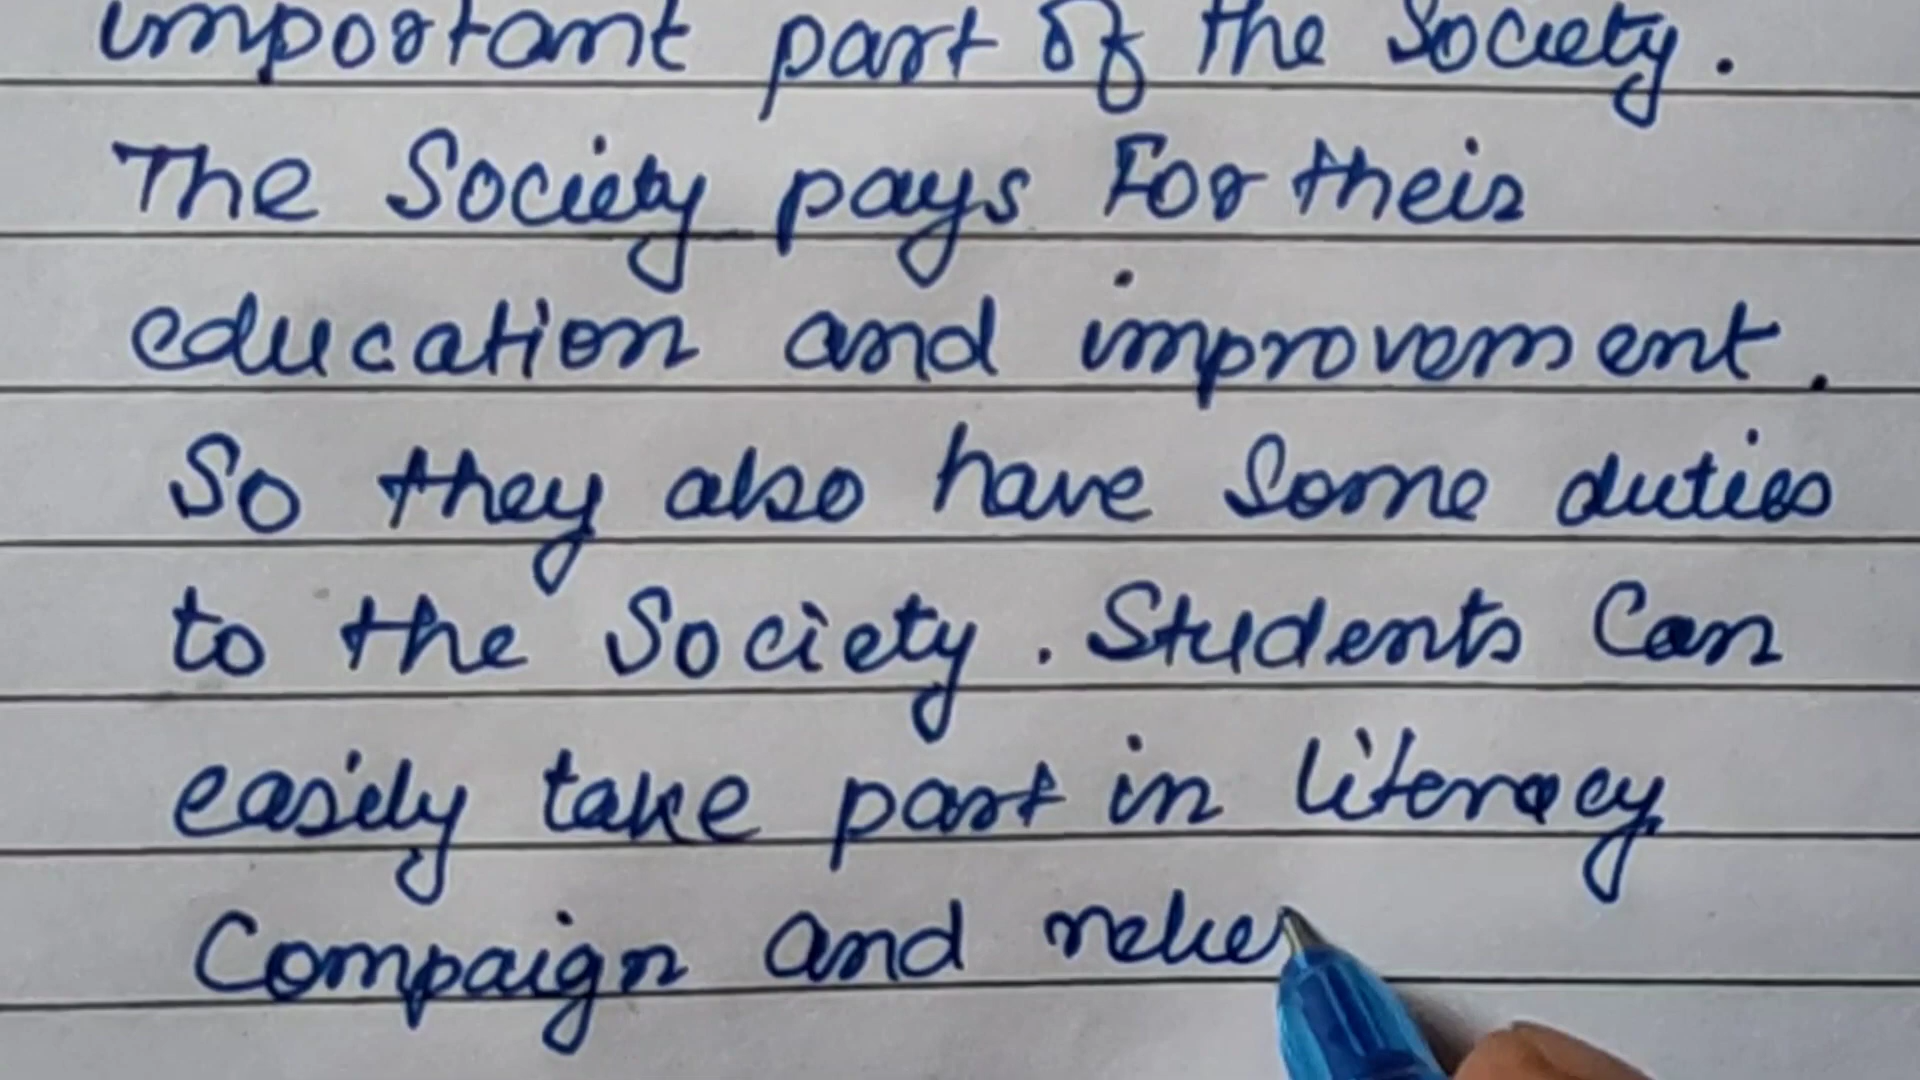 important part of the Society.
The Society pays For their
education and improvement.
So they also have Some duties
to the Society. Students Can
easily take part in literacy
Compaign and